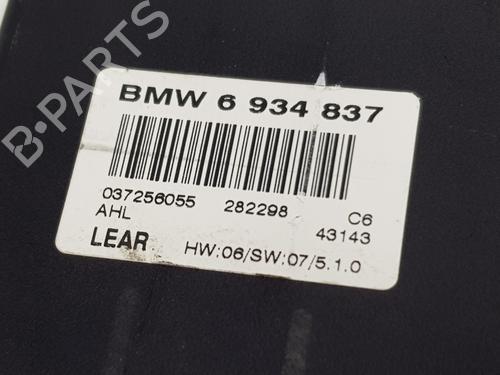 BMW 6 934 837
037256055 282298 C6
AHL 43143
LEAR HW:06/SW:07/5.1.0
B-PARTS